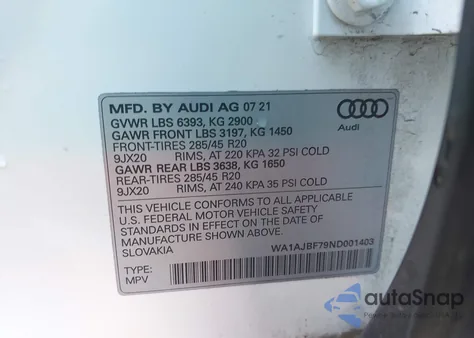 MFD. BY AUDI AG 07 21
GVWR LBS 6393, KG 2900
GAWR FRONT LBS 3197, KG 1450
FRONT-TIRES 285/45 R20
9JX20 RIMS, AT 220 KPA 32 PSI COLD
GAWR REAR LBS 3638, KG 1650
REAR-TIRES 285/45 R20
9JX20 RIMS, AT 240 KPA 35 PSI COLD
THIS VEHICLE CONFORMS TO ALL APPLICABLE
U.S. FEDERAL MOTOR VEHICLE SAFETY
STANDARDS IN EFFECT ON THE DATE OF
MANUFACTURE SHOWN ABOVE.
SLOVAKIA WA1AJBF79ND001403
TYPE:
MPV
Audi
autoSnap